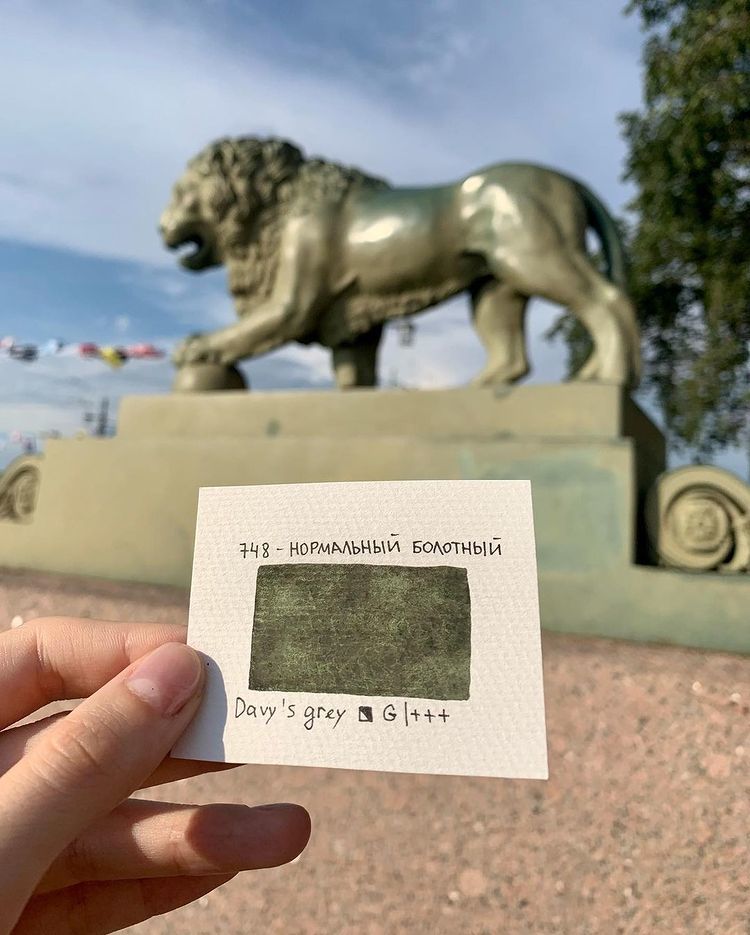 748 - НОРМАЛЬНЫЙ БОЛОТНЫЙ
Davy's grey ◪ G|+++